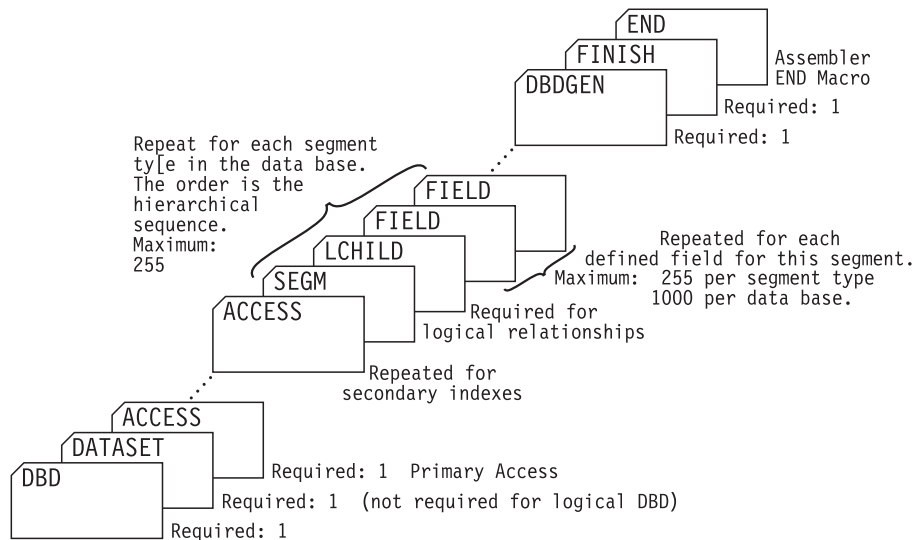 END
FINISH
DBDGEN
Assembler
END Macro
Required: 1
Required: 1
Repeat for each segment
ty[e in the data base.
The order is the
hierarchical
sequence.
Maximum:
255
FIELD
FIELD
LCHILD
SEGM
ACCESS
Repeated for each
defined field for this segment.
Maximum: 255 per segment type
1000 per data base.
Required for
logical relationships
Repeated for
secondary indexes
ACCESS
DATASET
DBD
Required: 1 Primary Access
Required: 1 (not required for logical DBD)
Required: 1